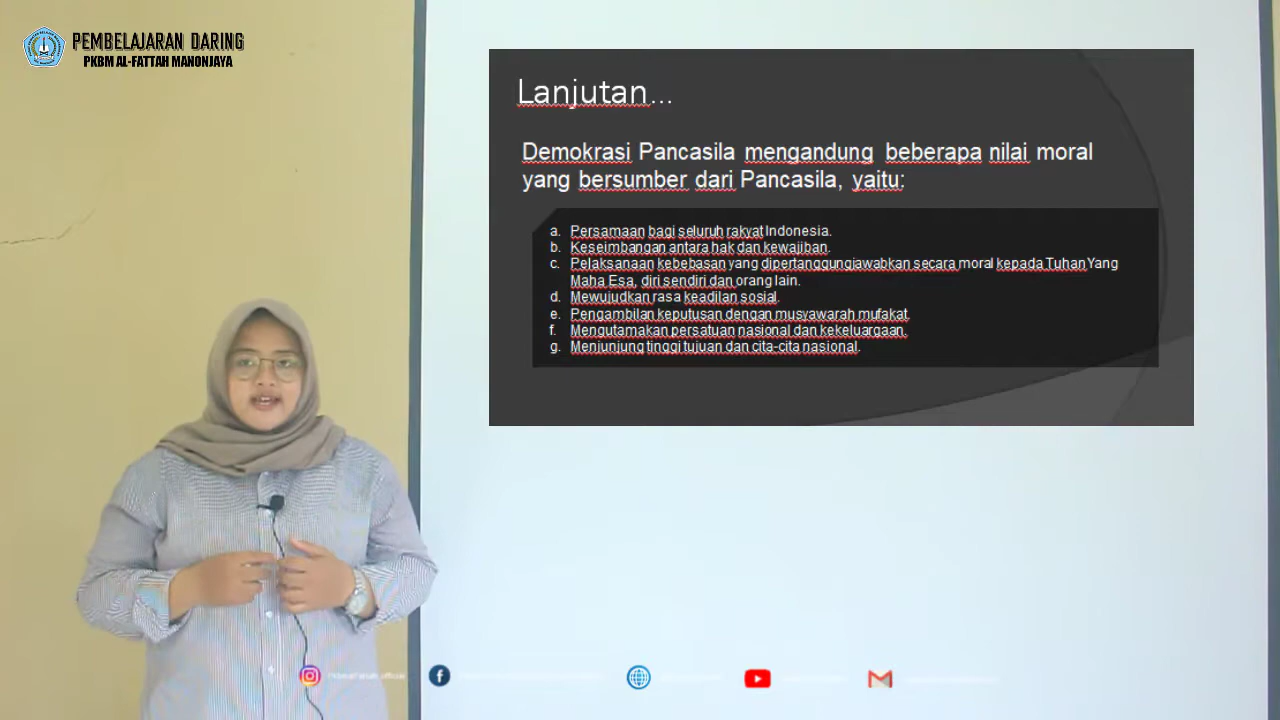 PEMBELAJARAN DARING
PKBM AL-FATTAH MANONJAYA
Lanjutan...
Demokrasi Pancasila mengandung beberapa nilai moral
yang bersumber dari Pancasila, yaitu:
a. Persamaan bagi seluruh rakyat Indonesia.
b. Keseimbangan antara hak dan kewajiban.
c. Pelaksanaan kebebasan yang dipertanggungjawabkan secara moral kepada Tuhan Yang
Maha Esa, diri sendiri dan orang lain.
d. Mewujudkan rasa keadilan sosial.
e. Pengambilan keputusan dengan musyawarah mufakat.
f. Mengutamakan persatuan nasional dan kekeluargaan.
g. Menjunjung tinggi tujuan dan cita-cita nasional.